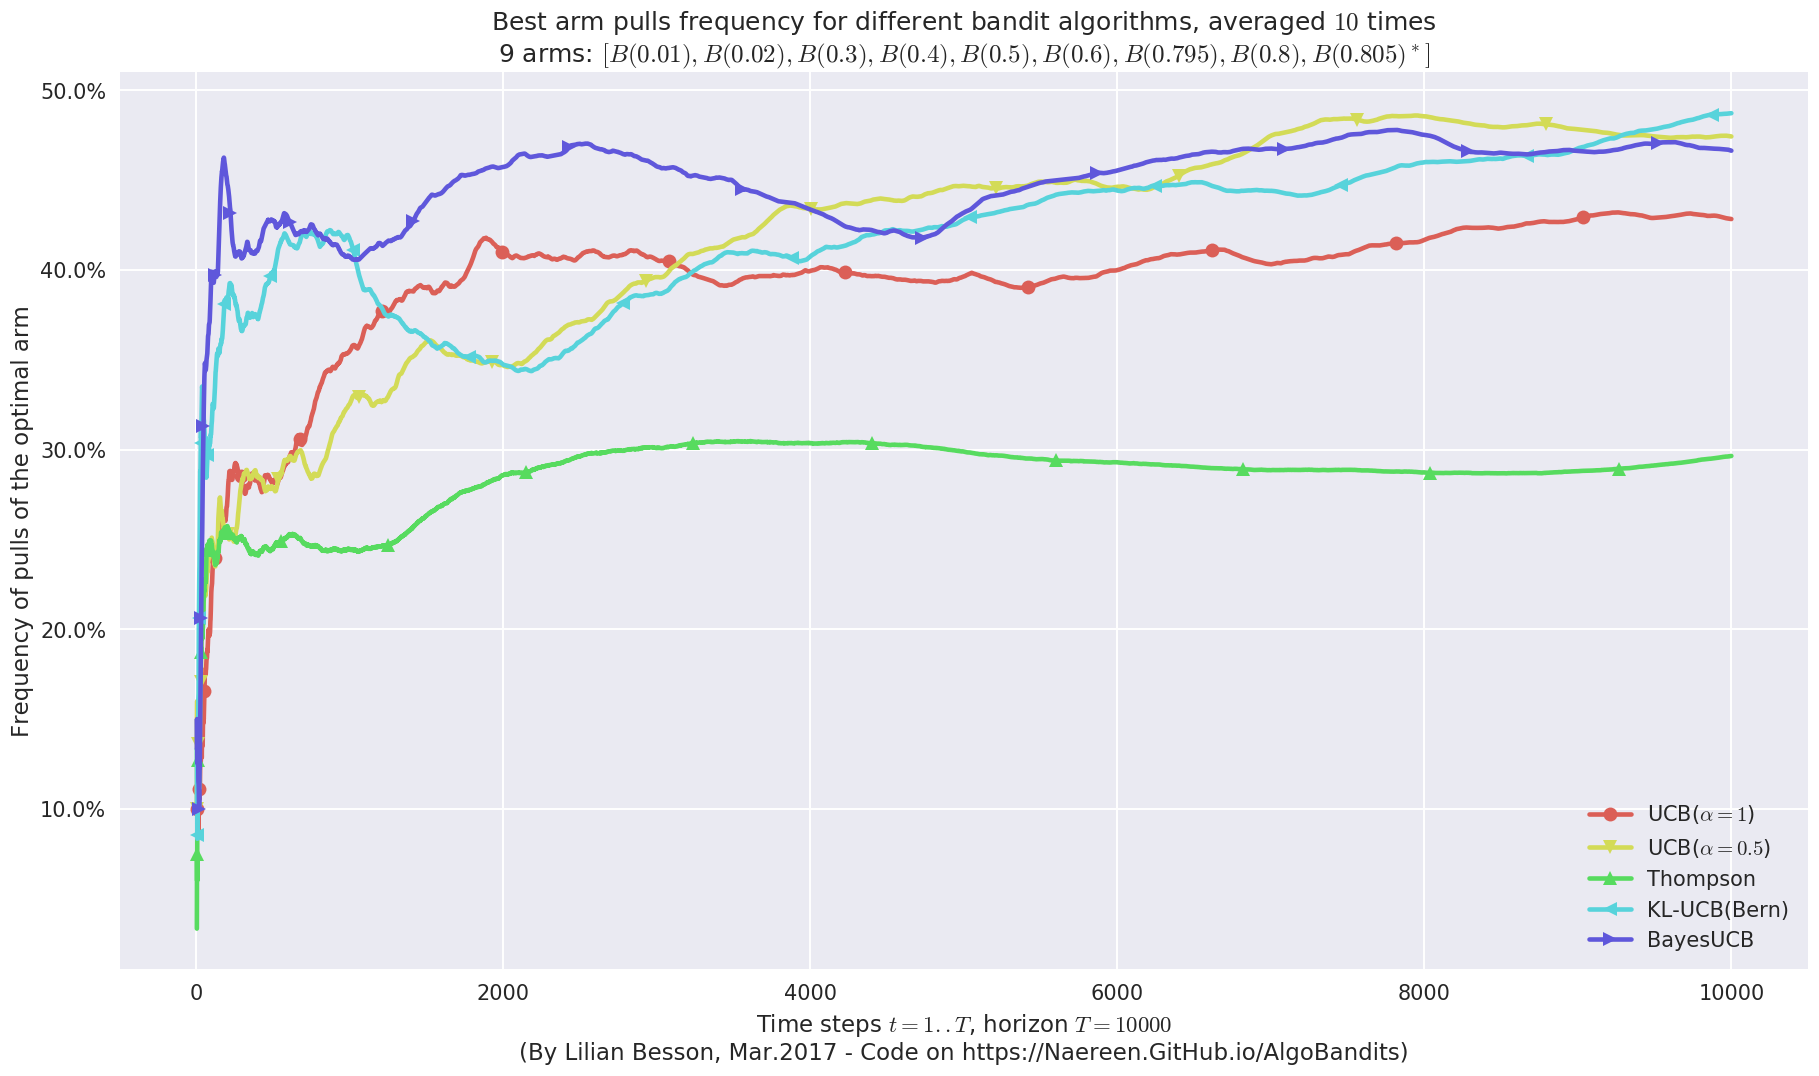 Best arm pulls frequency for different bandit algorithms, averaged 10 times
9 arms: [B(0.01), B(0.02), B(0.3), B(0.4), B(0.5), B(0.6), B(0.795), B(0.8), B(0.805)*]
Frequency of pulls of the optimal arm
50.0%
40.0%
30.0%
20.0%
10.0%
UCB(α = 1)
UCB(α = 0.5)
Thompson
KL-UCB(Bern)
BayesUCB
0 2000 4000 6000 8000 10000
Time steps t = 1..T, horizon T = 10000
(By Lilian Besson, Mar.2017 - Code on https://Naereen.GitHub.io/AlgoBandits)